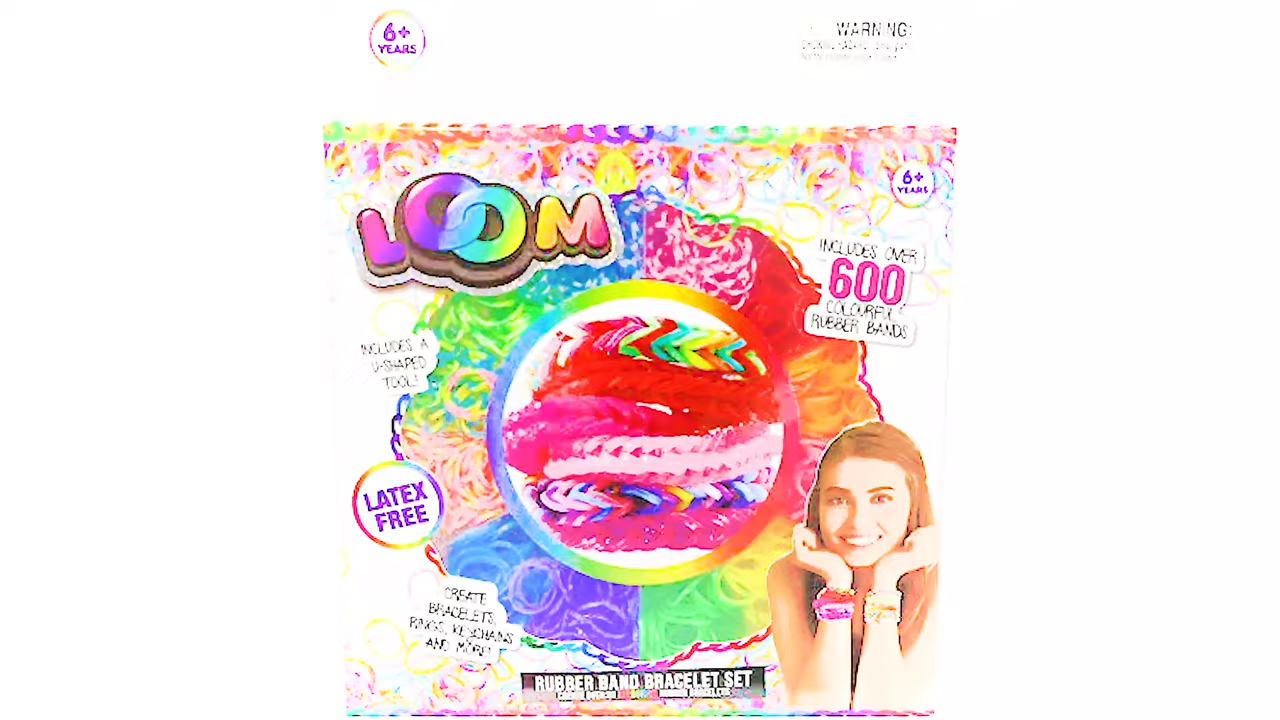 6+
YEARS
WARNING:
LOOM
6+
YEARS
INCLUDES OVER
600
COLOURFUL
RUBBER BANDS
INCLUDES A
U-SHAPED
TOOL!
LATEX
FREE
CREATE
BRACELETS,
RINGS, KEYCHAINS
AND MORE!
RUBBER BAND BRACELET SET